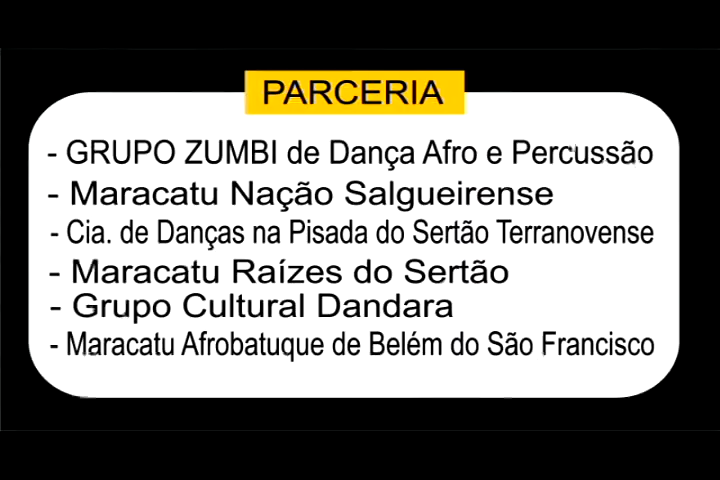 PARCERIA
- GRUPO ZUMBI de Dança Afro e Percussão
- Maracatu Nação Salgueirense
- Cia. de Danças na Pisada do Sertão Terranovense
- Maracatu Raízes do Sertão
- Grupo Cultural Dandara
- Maracatu Afrobatuque de Belém do São Francisco